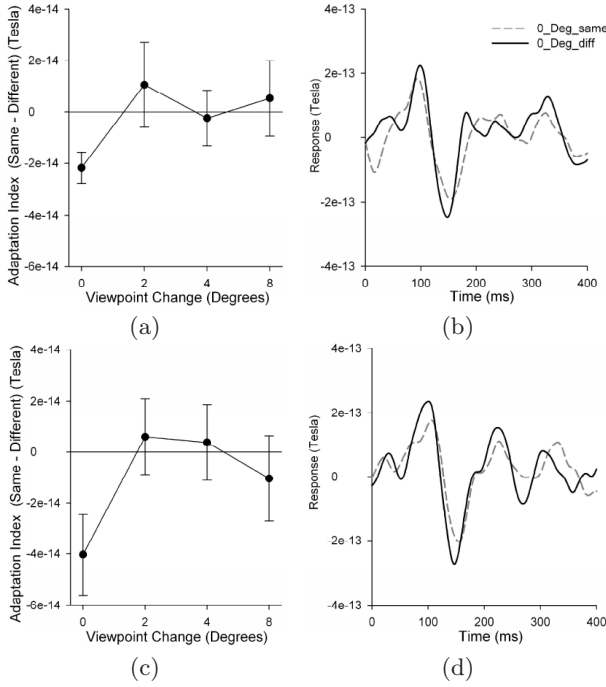 4e-14
2e-14
0
-2e-14
-4e-14
-6e-14
Adaptation Index (Same - Different) (Tesla)
0 2 4 8
Viewpoint Change (Degrees)
(a)
4e-13
2e-13
0
-2e-13
-4e-13
Response (Tesla)
0_Deg_same
0_Deg_diff
0 100 200 300 400
Time (ms)
(b)
4e-14
2e-14
0
-2e-14
-4e-14
-6e-14
Adaptation Index (Same - Different) (Tesla)
0 2 4 8
Viewpoint Change (Degrees)
(c)
4e-13
2e-13
0
-2e-13
-4e-13
Response (Tesla)
0 100 200 300 400
Time (ms)
(d)